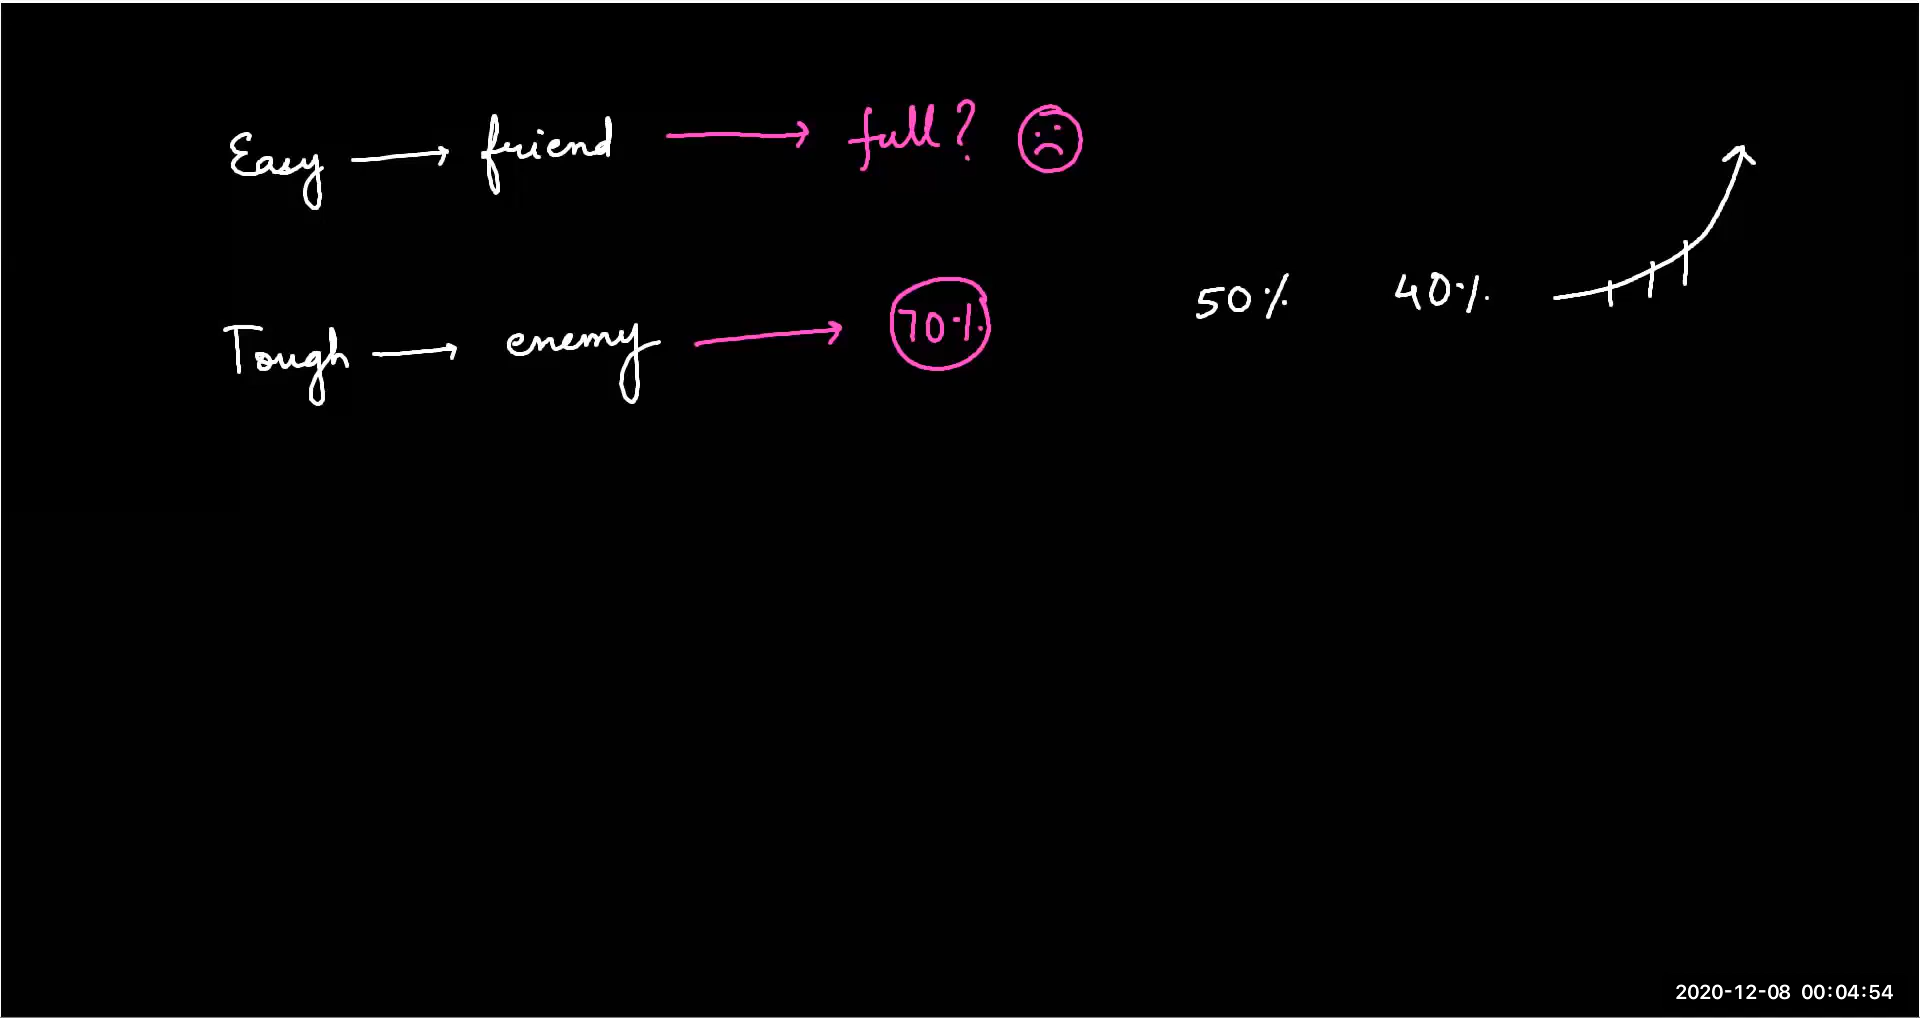 Easy → friend → full? ☹
Tough → enemy → 70% 50% 40%
2020-12-08 00:04:54